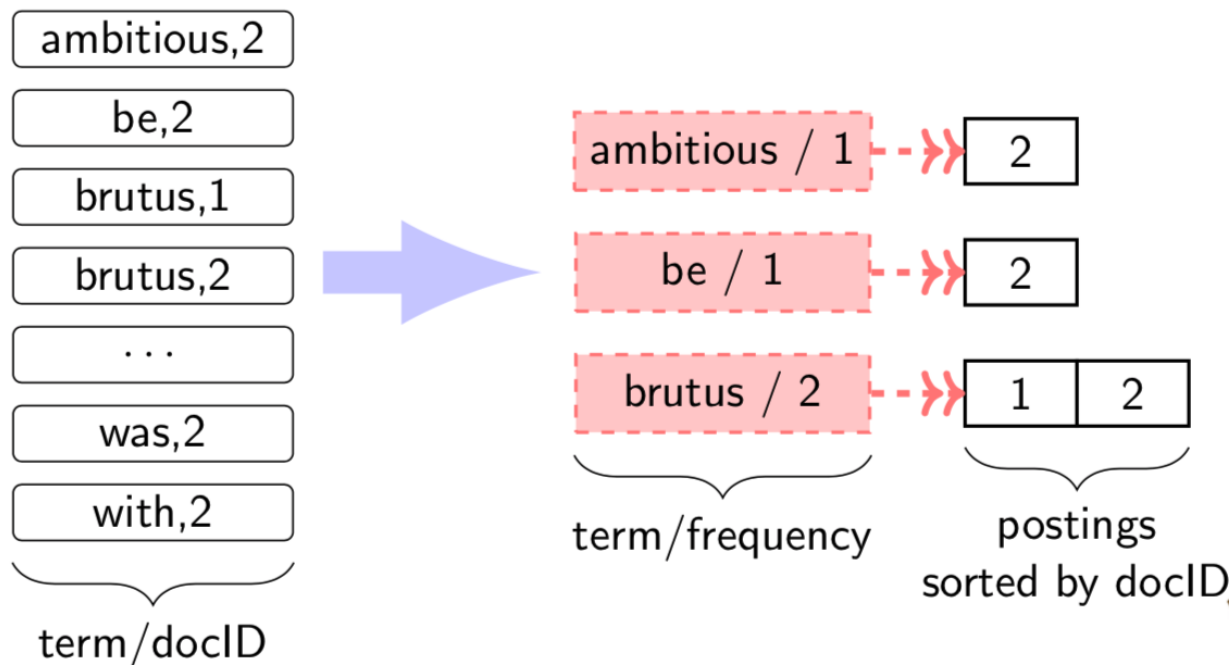 ambitious,2
be,2
brutus,1
brutus,2
...
was,2
with,2
term/docID
ambitious / 1
2
be / 1
2
brutus / 2
1 2
term/frequency
postings
sorted by docID